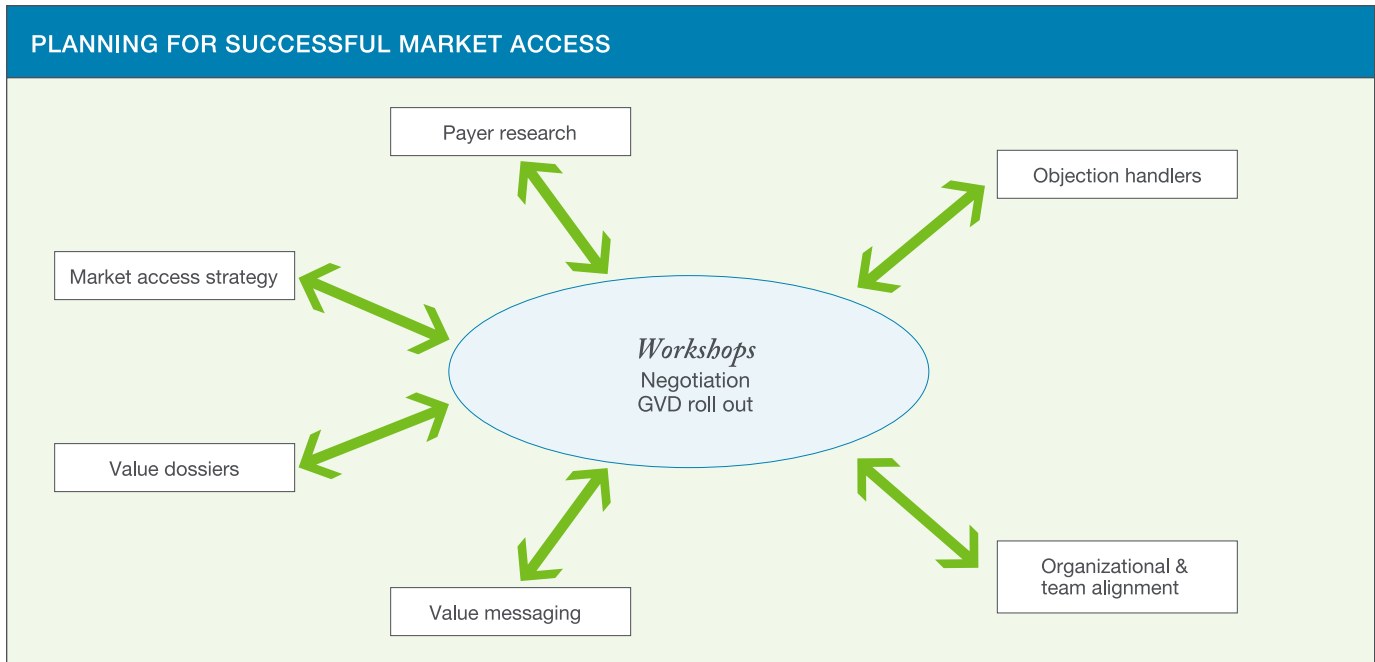 PLANNING FOR SUCCESSFUL MARKET ACCESS
Payer research
Objection handlers
Market access strategy
Workshops
Negotiation
GVD roll out
Value dossiers
Organizational &
team alignment
Value messaging